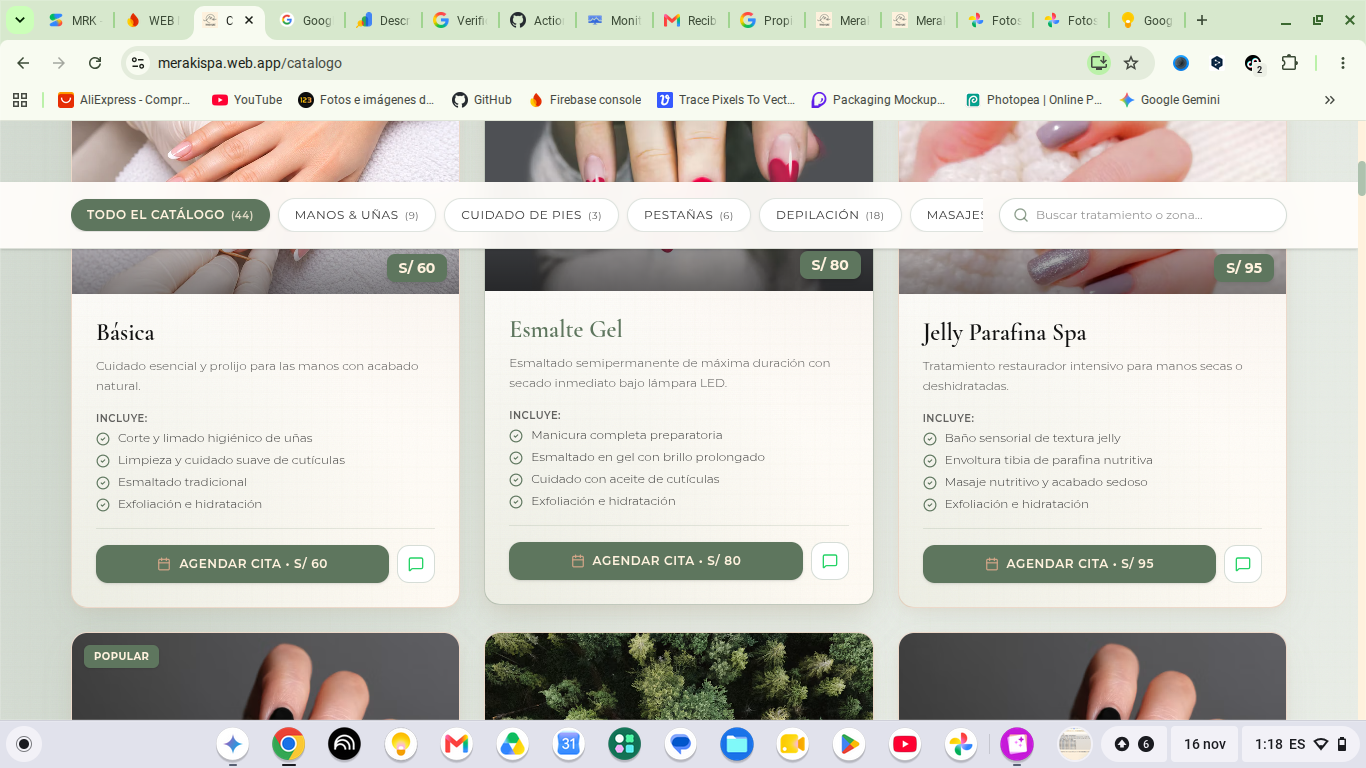 MRK
WEB
C
Goog
Descr
Verifi
Actio
Monit
Recib
Propi
Meral
Meral
Fotos
Fotos
Goog
merakispa.web.app/catalogo
2
AliExpress - Compr...
YouTube
Fotos e imágenes d...
GitHub
Firebase console
Trace Pixels To Vect...
Packaging Mockup...
Photopea | Online P...
Google Gemini
TODO EL CATÁLOGO (44)
MANOS & UÑAS (9)
CUIDADO DE PIES (3)
PESTAÑAS (6)
DEPILACIÓN (18)
MASAJES
Buscar tratamiento o zona...
S/ 60
S/ 80
S/ 95
Básica
Cuidado esencial y prolijo para las manos con acabado
natural.
INCLUYE:
Corte y limado higiénico de uñas
Limpieza y cuidado suave de cutículas
Esmaltado tradicional
Exfoliación e hidratación
AGENDAR CITA • S/ 60
Esmalte Gel
Esmaltado semipermanente de máxima duración con
secado inmediato bajo lámpara LED.
INCLUYE:
Manicura completa preparatoria
Esmaltado en gel con brillo prolongado
Cuidado con aceite de cutículas
Exfoliación e hidratación
AGENDAR CITA • S/ 80
Jelly Parafina Spa
Tratamiento restaurador intensivo para manos secas o
deshidratadas.
INCLUYE:
Baño sensorial de textura jelly
Envoltura tibia de parafina nutritiva
Masaje nutritivo y acabado sedoso
Exfoliación e hidratación
AGENDAR CITA • S/ 95
POPULAR
31
6
16 nov
1:18 ES